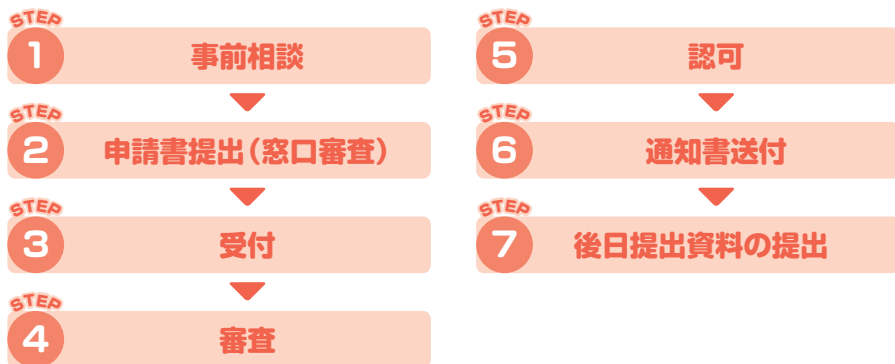 STEP
1 事前相談
STEP
2 申請書提出（窓口審査）
STEP
3 受付
STEP
4 審査
STEP
5 認可
STEP
6 通知書送付
STEP
7 後日提出資料の提出